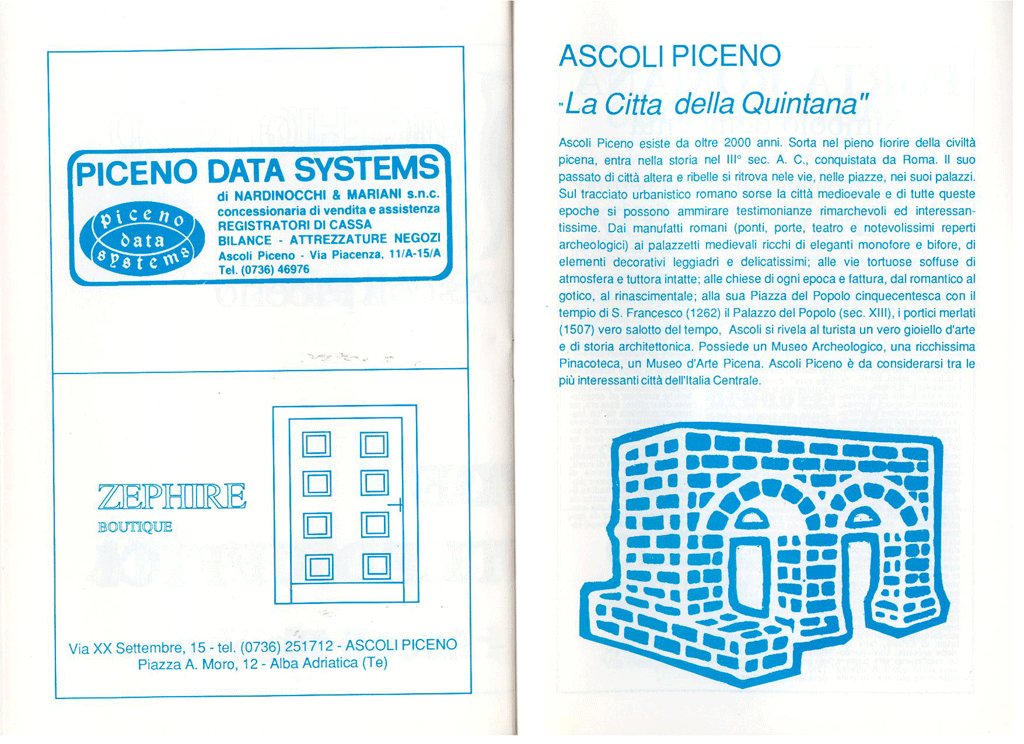 PICENO DATA SYSTEMS
di NARDINOCCHI & MARIANI s.n.c.
concessionaria di vendita e assistenza
REGISTRATORI DI CASSA
BILANCE - ATTREZZATURE NEGOZI
Ascoli Piceno - Via Piacenza, 11/A-15/A
Tel. (0736) 46976
piceno
data
systems
ZEPHIRE
BOUTIQUE
Via XX Settembre, 15 - tel. (0736) 251712 - ASCOLI PICENO
Piazza A. Moro, 12 - Alba Adriatica (Te)
ASCOLI PICENO
"La Citta della Quintana"
Ascoli Piceno esiste da oltre 2000 anni. Sorta nel pieno fiorire della civiltà
picena, entra nella storia nel III° sec. A. C., conquistata da Roma. Il suo
passato di città altera e ribelle si ritrova nele vie, nelle piazze, nei suoi palazzi.
Sul tracciato urbanistico romano sorse la città medioevale e di tutte queste
epoche si possono ammirare testimonianze rimarchevoli ed interessan-
tissime. Dai manufatti romani (ponti, porte, teatro e notevolissimi reperti
archeologici) ai palazzetti medievali ricchi di eleganti monofore e bifore, di
elementi decorativi leggiadri e delicatissimi; alle vie tortuose soffuse di
atmosfera e tuttora intatte; alle chiese di ogni epoca e fattura, dal romantico al
gotico, al rinascimentale; alla sua Piazza del Popolo cinquecentesca con il
tempio di S. Francesco (1262) il Palazzo del Popolo (sec. XIII), i portici merlati
(1507) vero salotto del tempo, Ascoli si rivela al turista un vero gioiello d'arte
e di storia architettonica. Possiede un Museo Archeologico, una ricchissima
Pinacoteca, un Museo d'Arte Picena. Ascoli Piceno è da considerarsi tra le
più interessanti città dell'Italia Centrale.